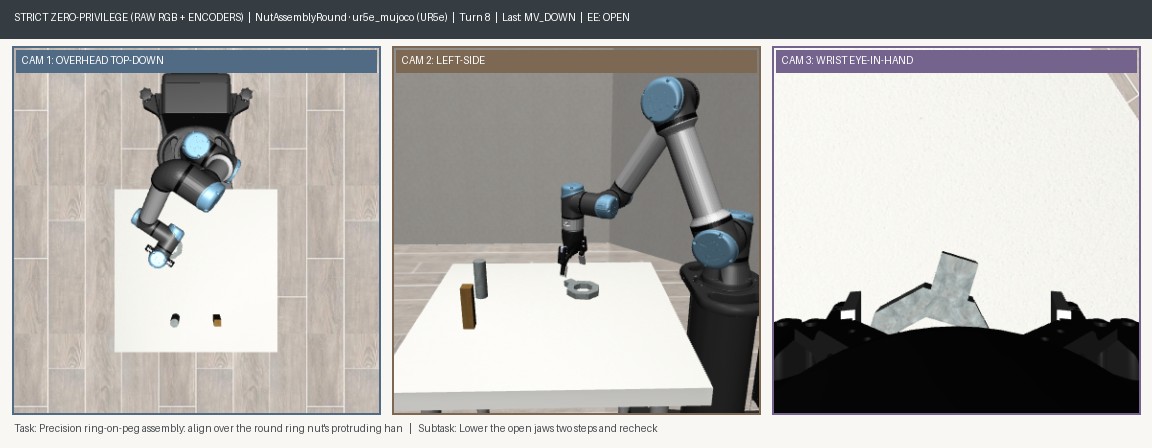 STRICT ZERO-PRIVILEGE (RAW RGB + ENCODERS) | NutAssemblyRound · ur5e_mujoco (UR5e) | Turn 8 | Last: MV_DOWN | EE: OPEN
CAM 1: OVERHEAD TOP-DOWN
CAM 2: LEFT-SIDE
CAM 3: WRIST EYE-IN-HAND
Task: Precision ring-on-peg assembly: align over the round ring nut's protruding han | Subtask: Lower the open jaws two steps and recheck